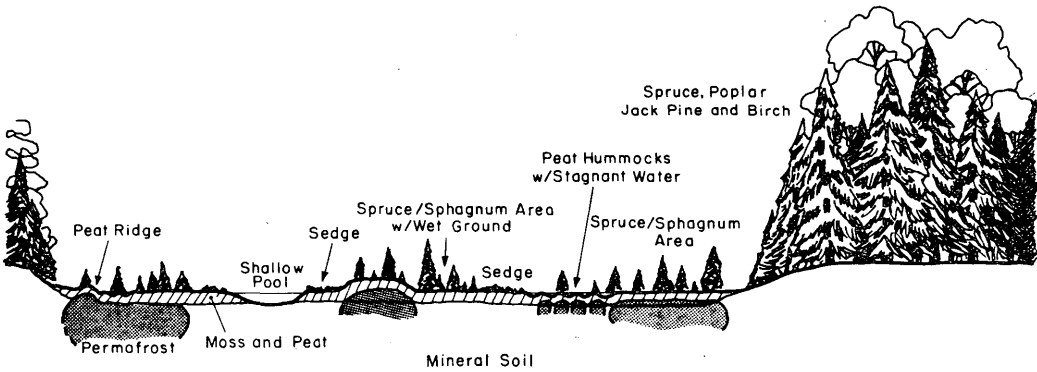 Spruce, Poplar
Jack Pine and Birch
Peat Hummocks
w/Stagnant Water
Spruce/Sphagnum Area
w/Wet Ground
Spruce/Sphagnum
Area
Peat Ridge
Sedge
Shallow
Pool
Sedge
Permafrost
Moss and Peat
Mineral Soil